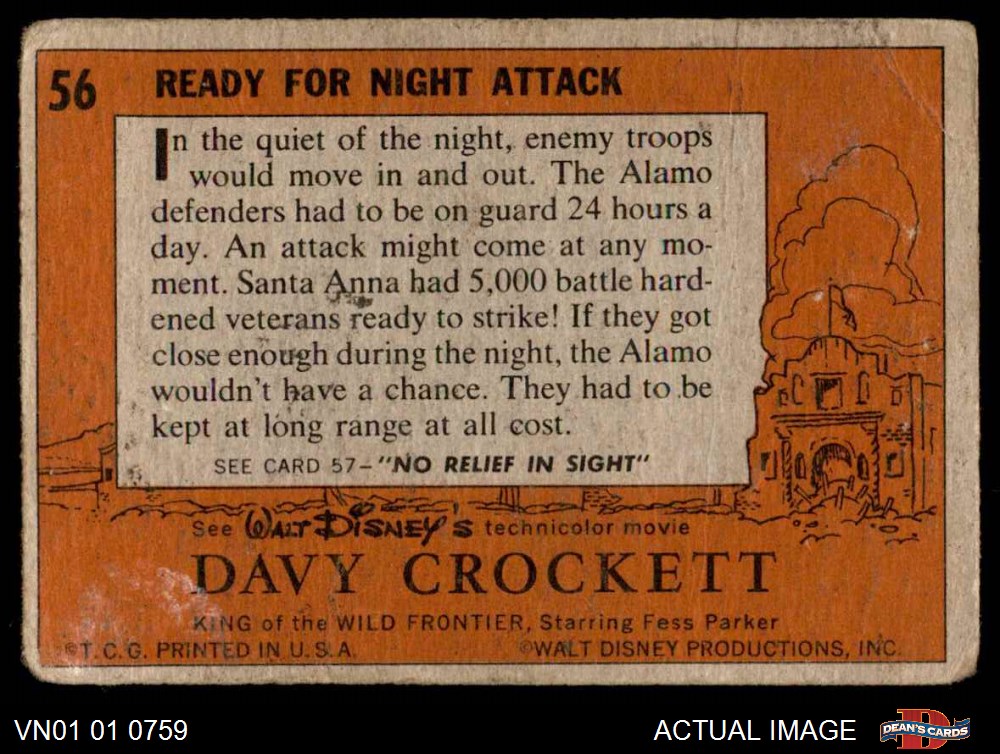 56 READY FOR NIGHT ATTACK
In the quiet of the night, enemy troops
would move in and out. The Alamo
defenders had to be on guard 24 hours a
day. An attack might come at any mo-
ment. Santa Anna had 5,000 battle hard-
ened veterans ready to strike! If they got
close enough during the night, the Alamo
wouldn't have a chance. They had to be
kept at long range at all cost.
SEE CARD 57-"NO RELIEF IN SIGHT"
See WALT DISNEY'S technicolor movie
DAVY CROCKETT
KING of the WILD FRONTIER, Starring Fess Parker
©T.C.G. PRINTED IN U.S.A. ©WALT DISNEY PRODUCTIONS, INC.
VN01 01 0759 ACTUAL IMAGE D DEAN'S CARDS